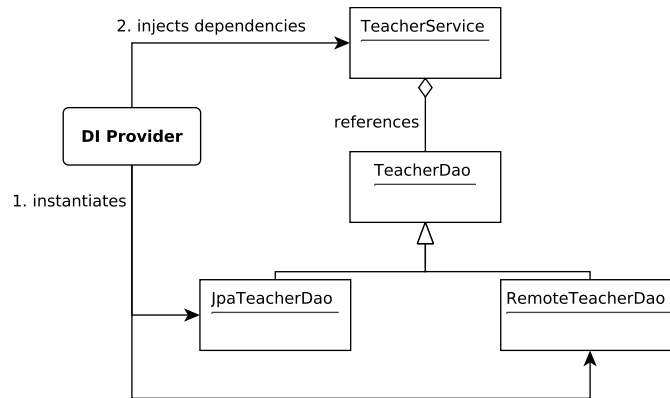 2. injects dependencies
TeacherService
references
DI Provider
TeacherDao
1. instantiates
JpaTeacherDao
RemoteTeacherDao